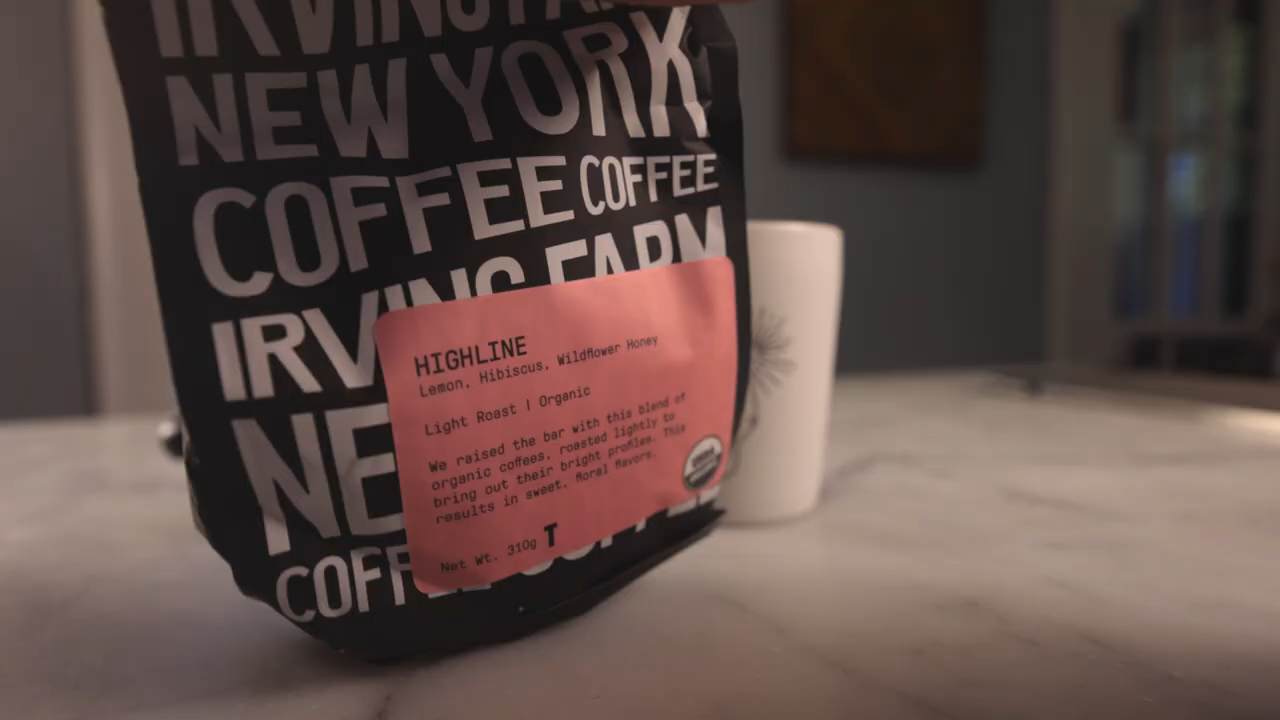 IRVING FARM
NEW YORK
COFFEE COFFEE
IRVING FARM
NE
COFF
HIGHLINE
Lemon, Hibiscus, Wildflower Honey
Light Roast | Organic
We raised the bar with this blend of
organic coffees, roasted lightly to
bring out their bright profiles. This
results in sweet, floral flavors.
Net Wt. 310g T